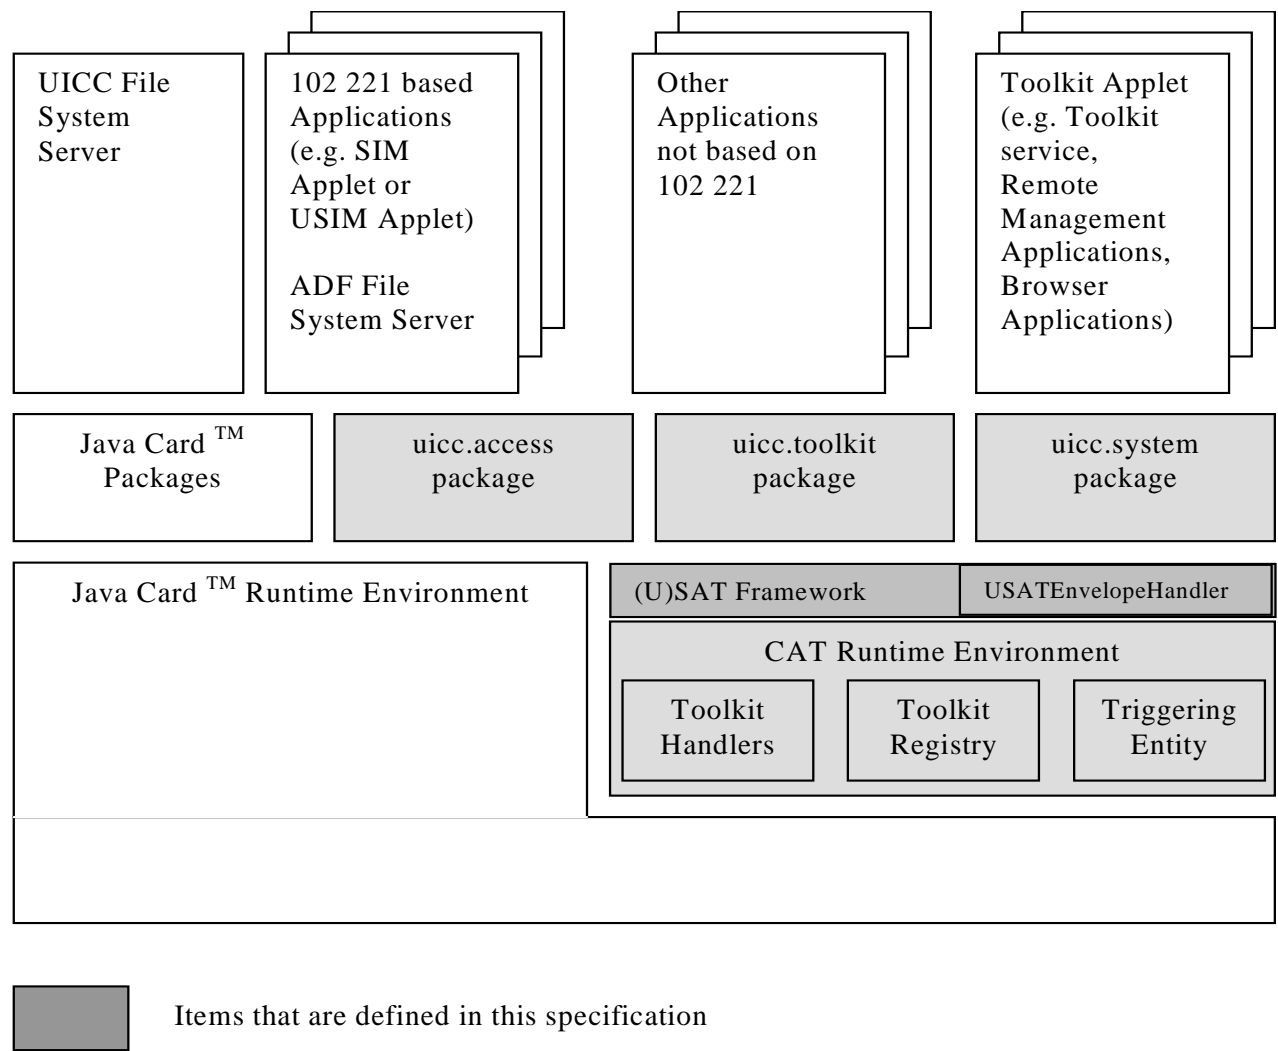 UICC File
System
Server
102 221 based
Applications
(e.g. SIM
Applet or
USIM Applet)
ADF File
System Server
Other
Applications
not based on
102 221
Toolkit Applet
(e.g. Toolkit
service,
Remote
Management
Applications,
Browser
Applications)
Java Card TM
Packages
uicc.access
package
uicc.toolkit
package
uicc.system
package
Java Card TM Runtime Environment
(U)SAT Framework
USATEnvelopeHandler
CAT Runtime Environment
Toolkit
Handlers
Toolkit
Registry
Triggering
Entity
Items that are defined in this specification